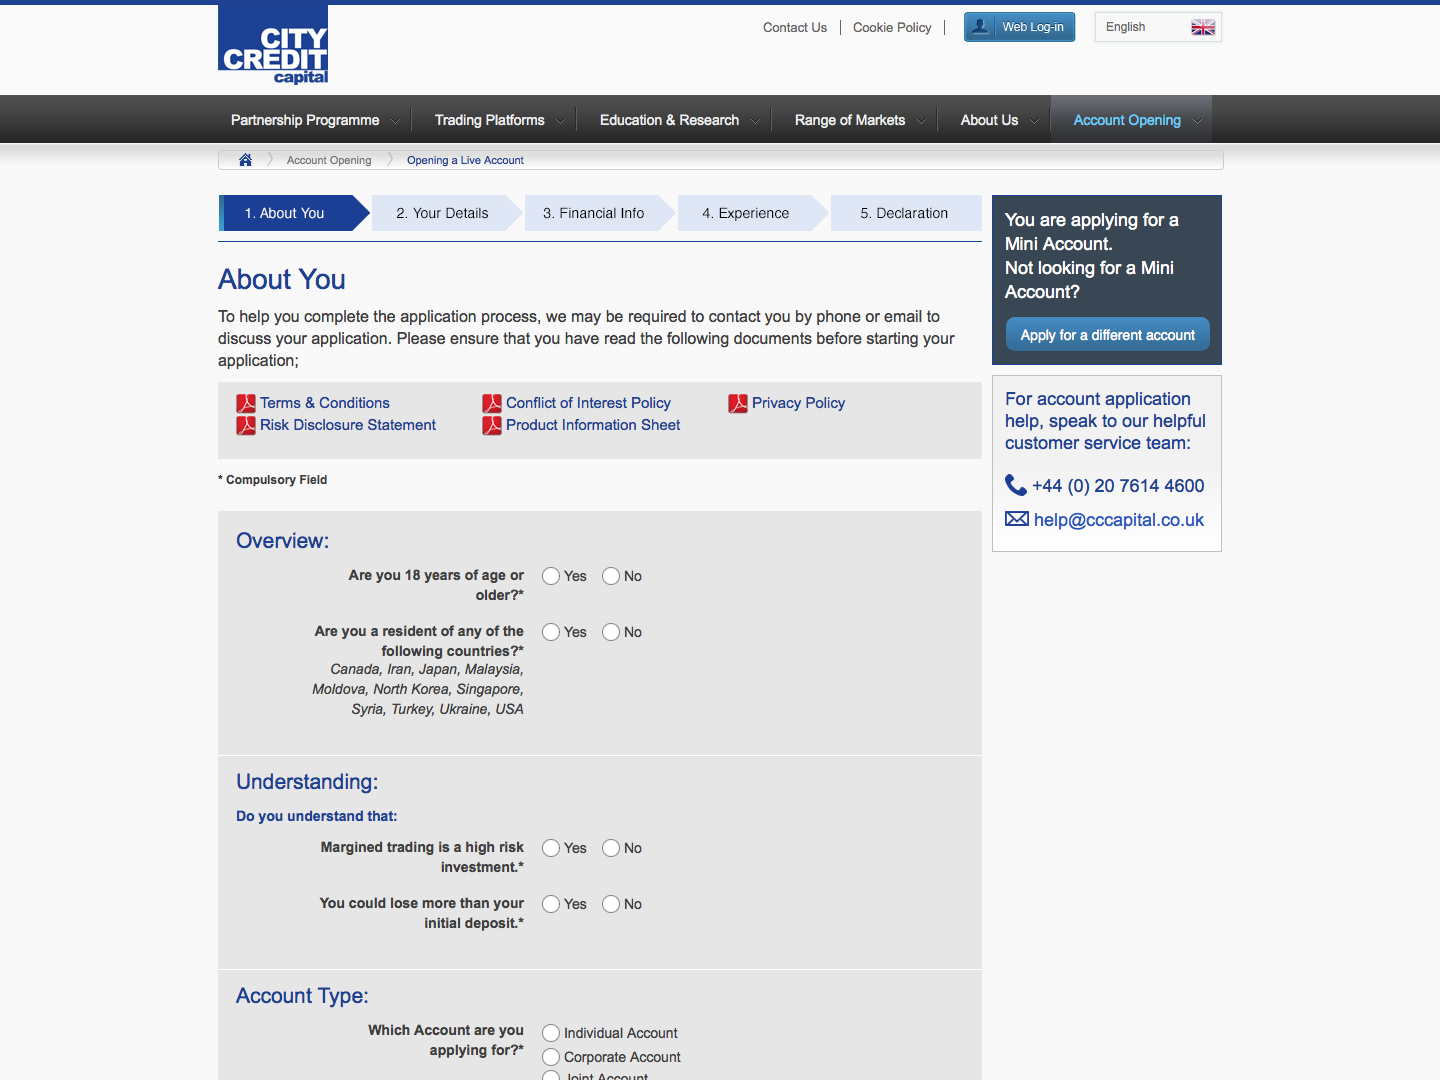 CITY
CREDIT
capital
Contact Us
Cookie Policy
Web Log-in
English
Partnership Programme
Trading Platforms
Education & Research
Range of Markets
About Us
Account Opening
Account Opening
Opening a Live Account
1. About You
2. Your Details
3. Financial Info
4. Experience
5. Declaration
About You
To help you complete the application process, we may be required to contact you by phone or email to
discuss your application. Please ensure that you have read the following documents before starting your
application;
Terms & Conditions
Conflict of Interest Policy
Privacy Policy
Risk Disclosure Statement
Product Information Sheet
* Compulsory Field
Overview:
Are you 18 years of age or
older?*
Yes
No
Are you a resident of any of the
following countries?*
Canada, Iran, Japan, Malaysia,
Moldova, North Korea, Singapore,
Syria, Turkey, Ukraine, USA
Yes
No
Understanding:
Do you understand that:
Margined trading is a high risk
investment.*
Yes
No
You could lose more than your
initial deposit.*
Yes
No
Account Type:
Which Account are you
applying for?*
Individual Account
Corporate Account
Joint Account
You are applying for a
Mini Account.
Not looking for a Mini
Account?
Apply for a different account
For account application
help, speak to our helpful
customer service team:
+44 (0) 20 7614 4600
help@cccapital.co.uk